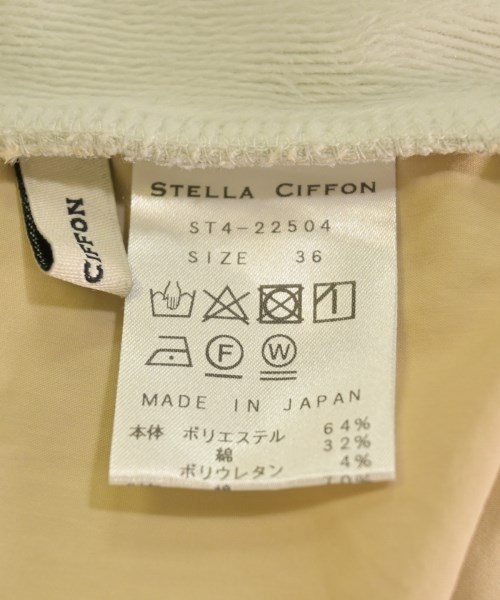 STELLA CIFFON
ST4-22504
SIZE 36
F W
MADE IN JAPAN
本体 ポリエステル 64%
綿 32%
ポリウレタン 4%
CIFFON